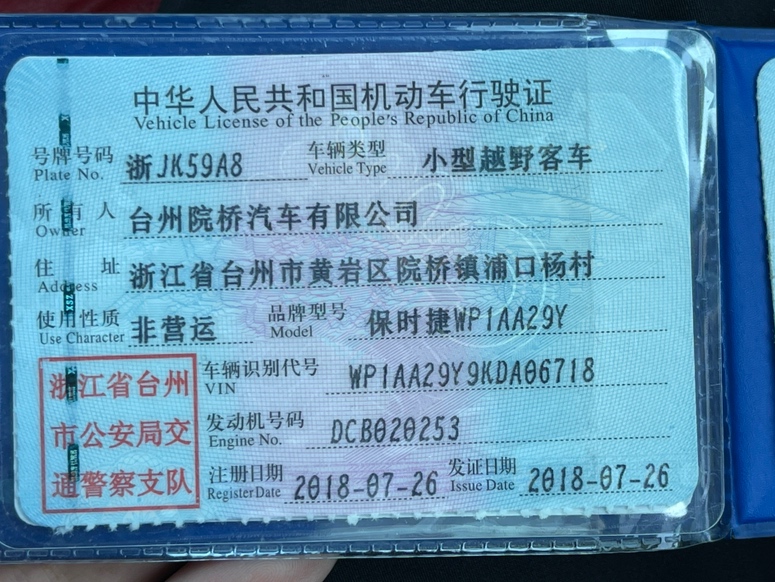 中华人民共和国机动车行驶证
Vehicle License of the People's Republic of China
号牌号码 浙JK59A8 车辆类型 小型越野客车
Plate No. Vehicle Type
所有人 台州院桥汽车有限公司
Owner
住址 浙江省台州市黄岩区院桥镇浦口杨村
Address
使用性质 非营运 品牌型号 保时捷WP1AA29Y
Use Character Model
车辆识别代号 WP1AA29Y9KDA06718
VIN
发动机号码 DCB020253
Engine No.
注册日期 2018-07-26 发证日期 2018-07-26
Register Date Issue Date
浙江省台州
市公安局交
通警察支队